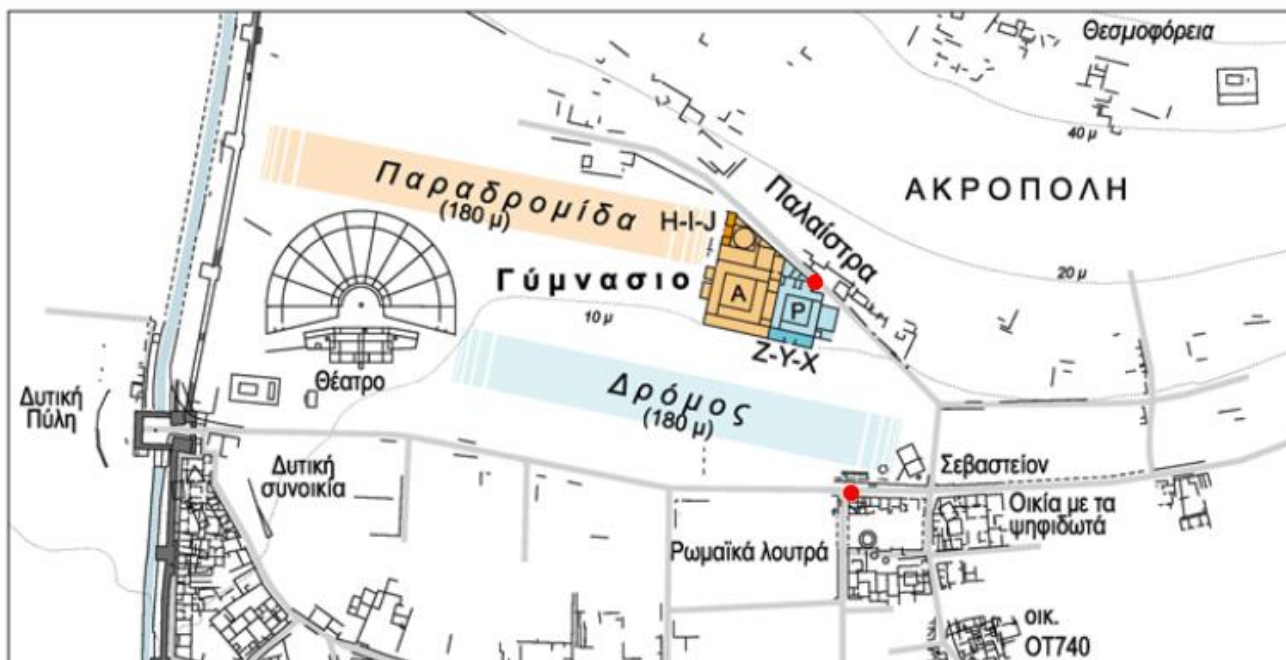 Θεσμοφόρεια
40 μ
ΑΚΡΟΠΟΛΗ
Παραδρομίδα
(180 μ)
H-I-J
Παλαίστρα
20 μ
Γύμνασιο
A
P
10 μ
Z-Y-X
Θέατρο
Δρόμος
(180 μ)
Δυτική
Πύλη
Δυτική
συνοικία
Σεβαστείον
Οικία με τα
ψηφιδωτά
Ρωμαϊκά λουτρά
οικ.
ΟΤ740